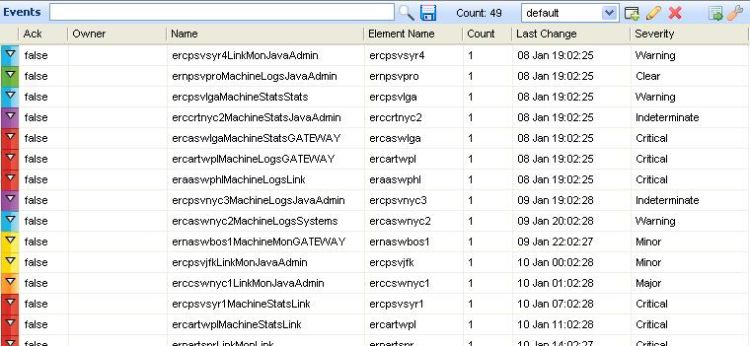 Events Count: 49 default
Ack Owner Name Element Name Count Last Change Severity
false ercpsvsyr4LinkMonJavaAdmin ercpsvsyr4 1 08 Jan 19:02:25 Warning
false ernpsvproMachineLogsJavaAdmin ernpsvpro 1 08 Jan 19:02:25 Clear
false ercpsvlgaMachineStatsStats ercpsvlga 1 08 Jan 19:02:25 Warning
false erccrtnyc2MachineStatsJavaAdmin erccrtnyc2 1 08 Jan 19:02:25 Indeterminate
false ercaswlgaMachineStatsGATEWAY ercaswlga 1 08 Jan 19:02:25 Critical
false ercartwplMachineLogsGATEWAY ercartwpl 1 08 Jan 19:02:25 Critical
false eraaswphlMachineLogsLink eraaswphl 1 08 Jan 19:02:25 Critical
false ercpsvnyc3MachineLogsJavaAdmin ercpsvnyc3 1 09 Jan 19:02:28 Indeterminate
false ercaswnyc2MachineLogsSystems ercaswnyc2 1 09 Jan 20:02:28 Warning
false ernaswbos1MachineMonGATEWAY ernaswbos1 1 09 Jan 22:02:27 Minor
false ercpsvjfkLinkMonJavaAdmin ercpsvjfk 1 10 Jan 00:02:28 Minor
false erccswnyc1LinkMonJavaAdmin erccswnyc1 1 10 Jan 01:02:28 Major
false ercpsvsyr1MachineStatsLink ercpsvsyr1 1 10 Jan 07:02:28 Critical
false ercartwplMachineStatsLink ercartwpl 1 10 Jan 11:02:28 Critical
false ernartsprLinkMonLink ernartspr 1 10 Jan 14:02:27 Critical